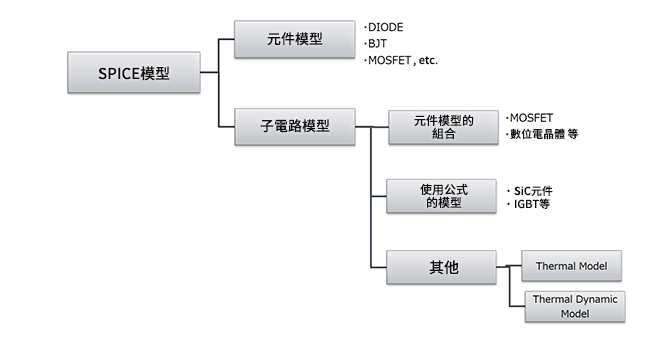 SPICE模型
元件模型
·DIODE
·BJT
·MOSFET , etc.
子電路模型
元件模型的
組合
·MOSFET
·數位電晶體 等
使用公式
的模型
· SiC元件
· IGBT等
其他
Thermal Model
Thermal Dynamic
Model